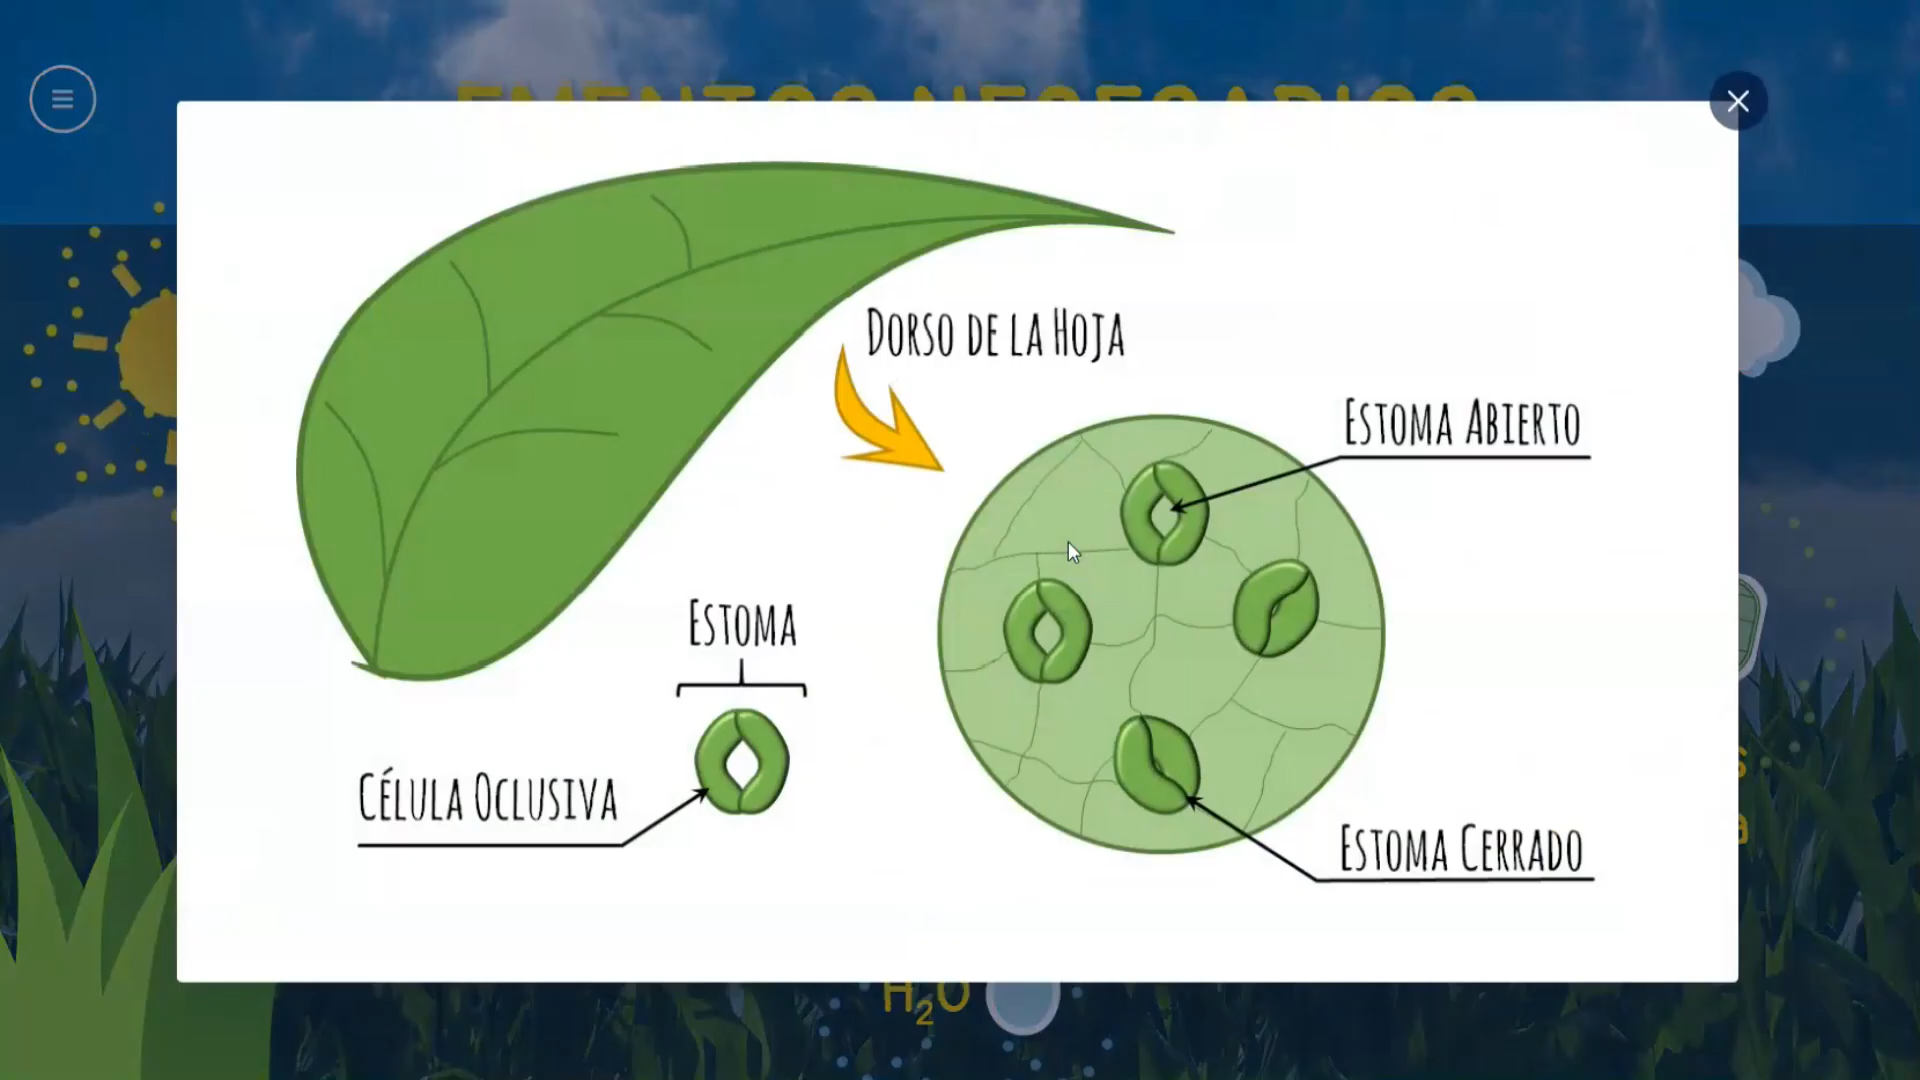 DORSO DE LA HOJA
ESTOMA ABIERTO
ESTOMA
CÉLULA OCLUSIVA
ESTOMA CERRADO
H₂O